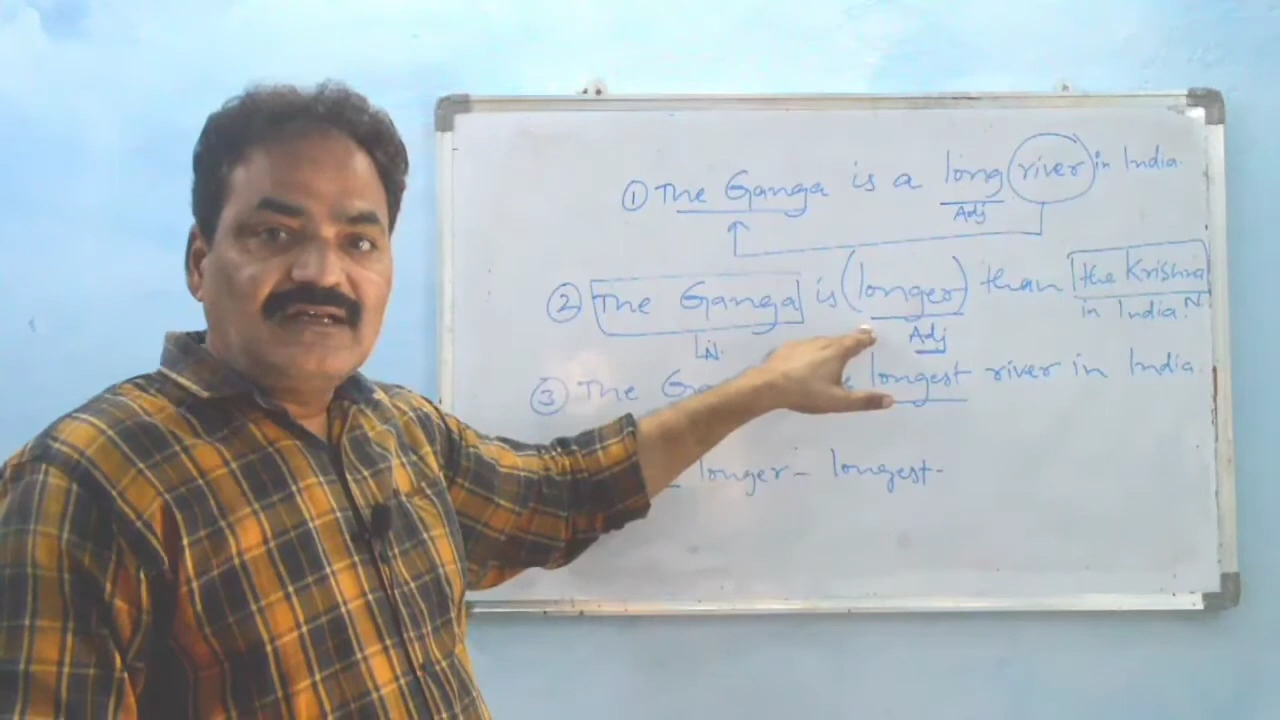 ① The Ganga is a long river in India.
Adj
② The Ganga is (longer) than the Krishna
in India. N
N. Adj
③ The longest river in India.
longer - longest -